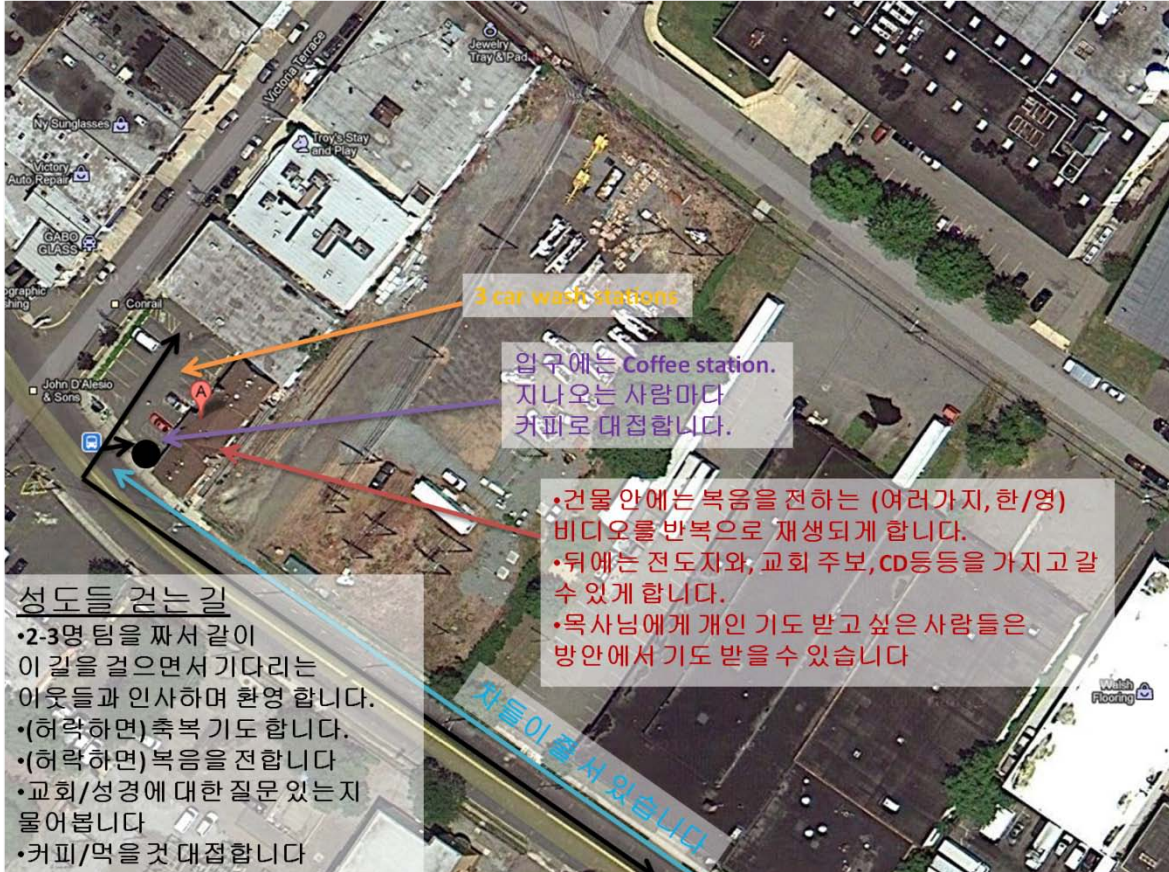 Jewelry
Tray & Pad
Victoria Terrace
Ny Sunglasses
Troy's Stay
and Play
Victory
Auto Repair
GABO
GLASS
Conrail
John D'Alesio
& Sons
A
3 car wash stations
입구에는 Coffee station.
지나오는 사람마다
커피로 대접합니다.
•건물 안에는 복음을 전하는 (여러가지, 한/영)
비디오를 반복으로 재생되게 합니다.
•뒤에는 전도지와, 교회 주보, CD등등을 가지고 갈
수 있게 합니다.
•목사님에게 개인 기도 받고 싶은 사람들은
방안에서 기도 받을 수 있습니다
성도들 걷는 길
•2-3명 팀을 짜서 같이
이 길을 걸으면서 기다리는
이웃들과 인사하며 환영 합니다.
•(허락하면) 축복 기도 합니다.
•(허락하면) 복음을 전합니다
•교회/성경에 대한 질문 있는지
물어봅니다
•커피/먹을것 대접합니다
차들이 줄 서 있습니다
Walsh
Flooring